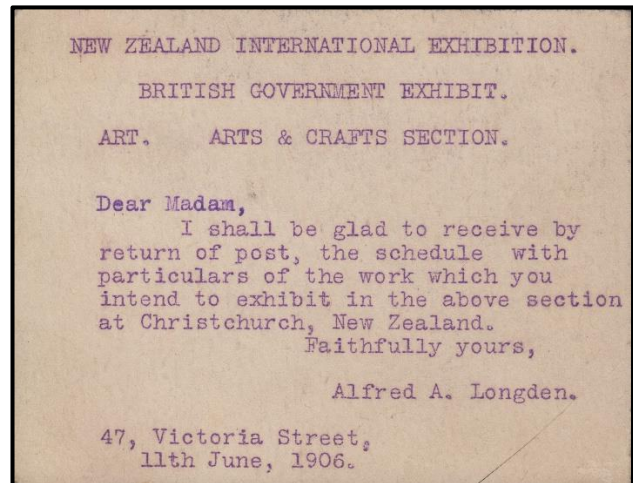 NEW ZEALAND INTERNATIONAL EXHIBITION.
BRITISH GOVERNMENT EXHIBIT.
ART. ARTS & CRAFTS SECTION.
Dear Madam,
I shall be glad to receive by
return of post, the schedule with
particulars of the work which you
intend to exhibit in the above section
at Christchurch, New Zealand.
Faithfully yours,
Alfred A. Longden.
47, Victoria Street,
11th June, 1906.